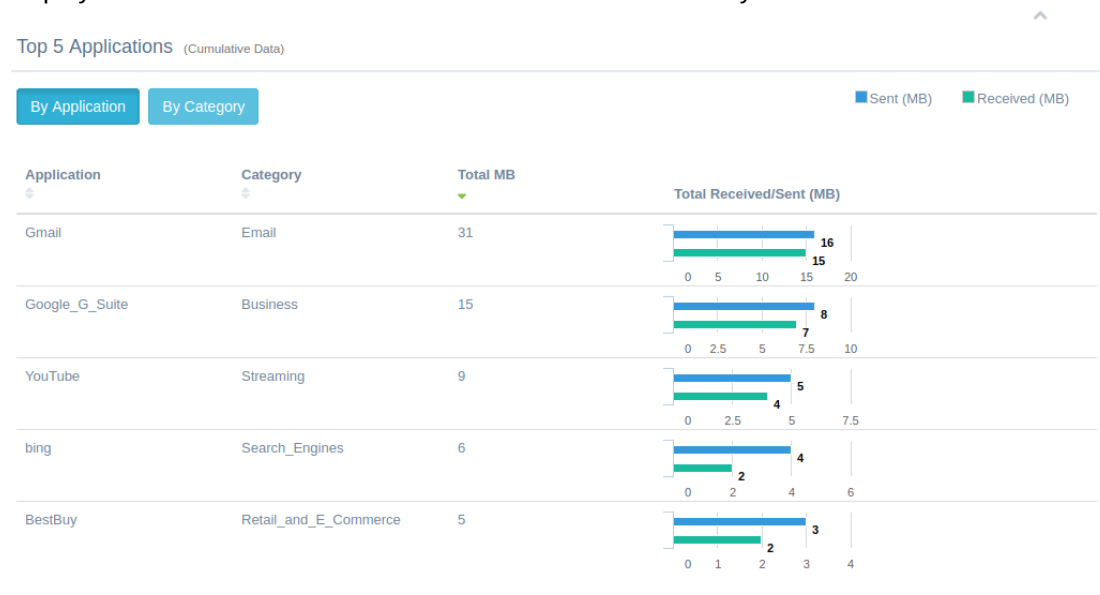 Top 5 Applications (Cumulative Data)
By Application By Category Sent (MB) Received (MB)
Application Category Total MB
Total Received/Sent (MB)
Gmail Email 31
16
15
0 5 10 15 20
Google_G_Suite Business 15
8
7
0 2.5 5 7.5 10
YouTube Streaming 9
5
4
0 2.5 5 7.5
bing Search_Engines 6
4
2
0 2 4 6
BestBuy Retail_and_E_Commerce 5
3
2
0 1 2 3 4